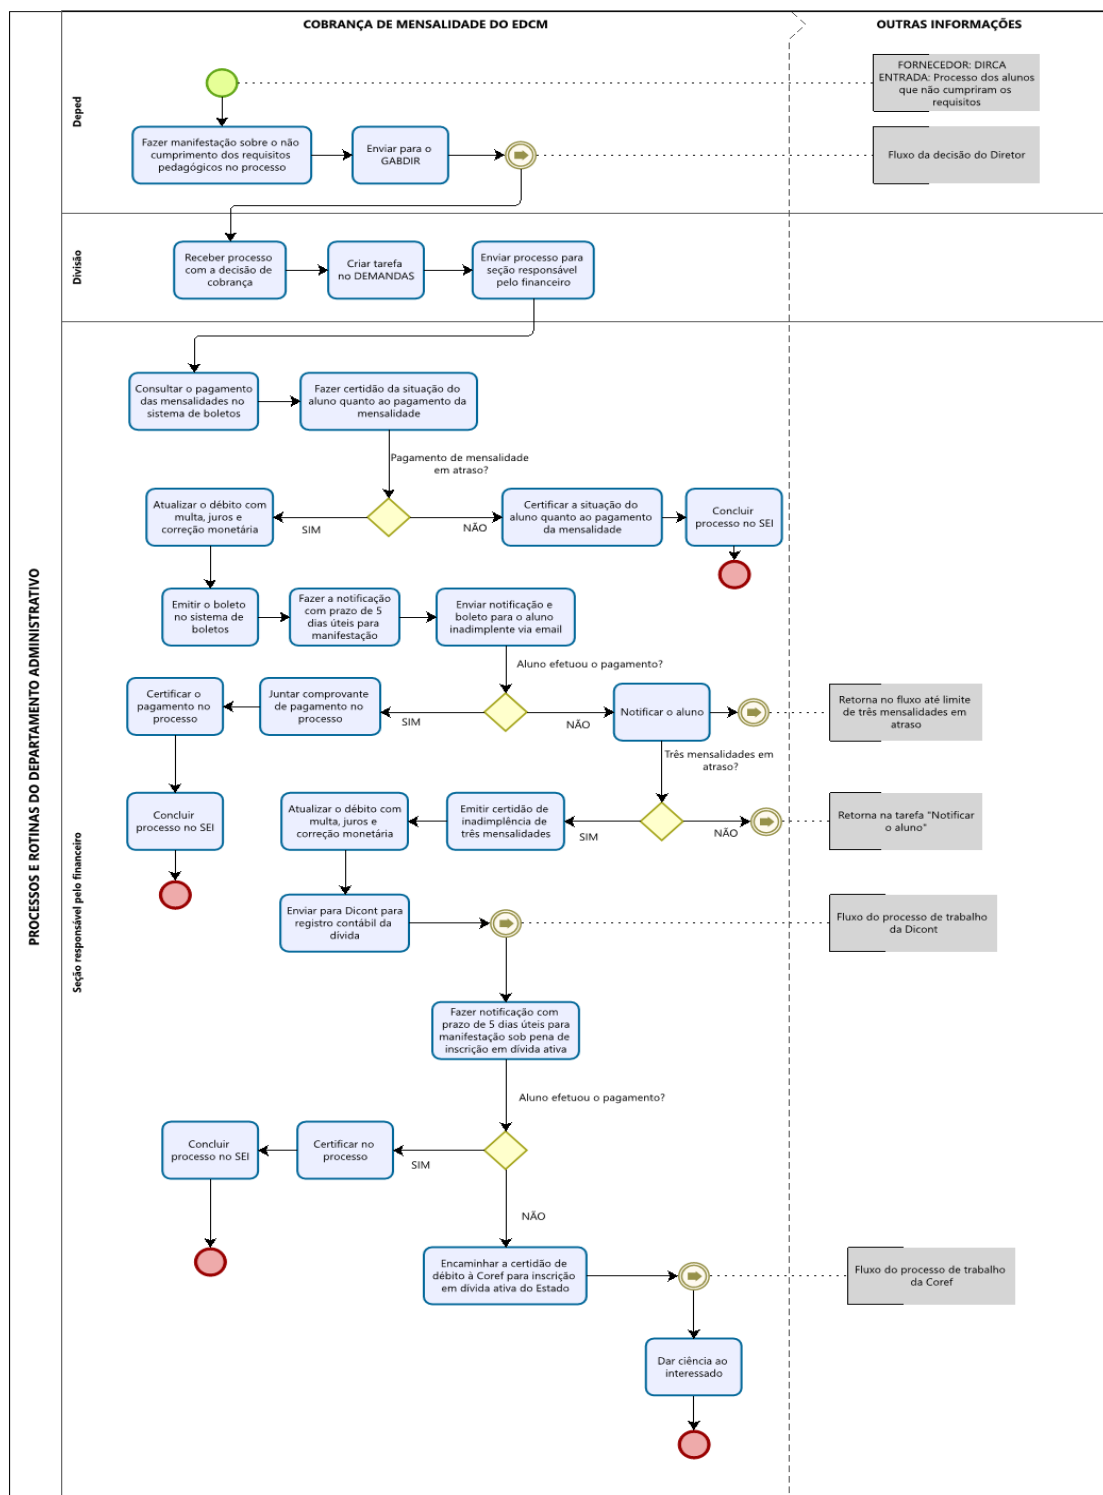 COBRANÇA DE MENSALIDADE DO EDCM
OUTRAS INFORMAÇÕES
PROCESSOS E ROTINAS DO DEPARTAMENTO ADMINISTRATIVO
Deped
FORNECEDOR: DIRCA
ENTRADA: Processo dos alunos
que não cumpriram os
requisitos
Fazer manifestação sobre o não
cumprimento dos requisitos
pedagógicos no processo
Enviar para o
GABDIR
Fluxo da decisão do Diretor
Divisão
Receber processo
com a decisão de
cobrança
Criar tarefa
no DEMANDAS
Enviar processo para
seção responsável
pelo financeiro
Seção responsável pelo financeiro
Consultar o pagamento
das mensalidades no
sistema de boletos
Fazer certidão da situação do
aluno quanto ao pagamento da
mensalidade
Pagamento de mensalidade
em atraso?
Atualizar o débito com
multa, juros e
correção monetária
SIM
NÃO
Certificar a situação do
aluno quanto ao pagamento
da mensalidade
Concluir
processo no SEI
Emitir o boleto
no sistema de
boletos
Fazer a notificação
com prazo de 5
dias úteis para
manifestação
Enviar notificação e
boleto para o aluno
inadimplente via email
Aluno efetuou o pagamento?
Certificar o
pagamento no
processo
Juntar comprovante
de pagamento no
processo
SIM
NÃO
Notificar o aluno
Retorna no fluxo até limite
de três mensalidades em
atraso
Três mensalidades em
atraso?
Concluir
processo no SEI
Atualizar o débito com
multa, juros e
correção monetária
Emitir certidão de
inadimplência de
três mensalidades
SIM
NÃO
Retorna na tarefa "Notificar
o aluno"
Enviar para Dicont para
registro contábil da
dívida
Fluxo do processo de trabalho
da Dicont
Fazer notificação com
prazo de 5 dias úteis para
manifestação sob pena de
inscrição em dívida ativa
Aluno efetuou o pagamento?
Concluir
processo no SEI
Certificar no
processo
SIM
NÃO
Encaminhar a certidão de
débito à Coref para inscrição
em dívida ativa do Estado
Fluxo do processo de trabalho
da Coref
Dar ciência ao
interessado